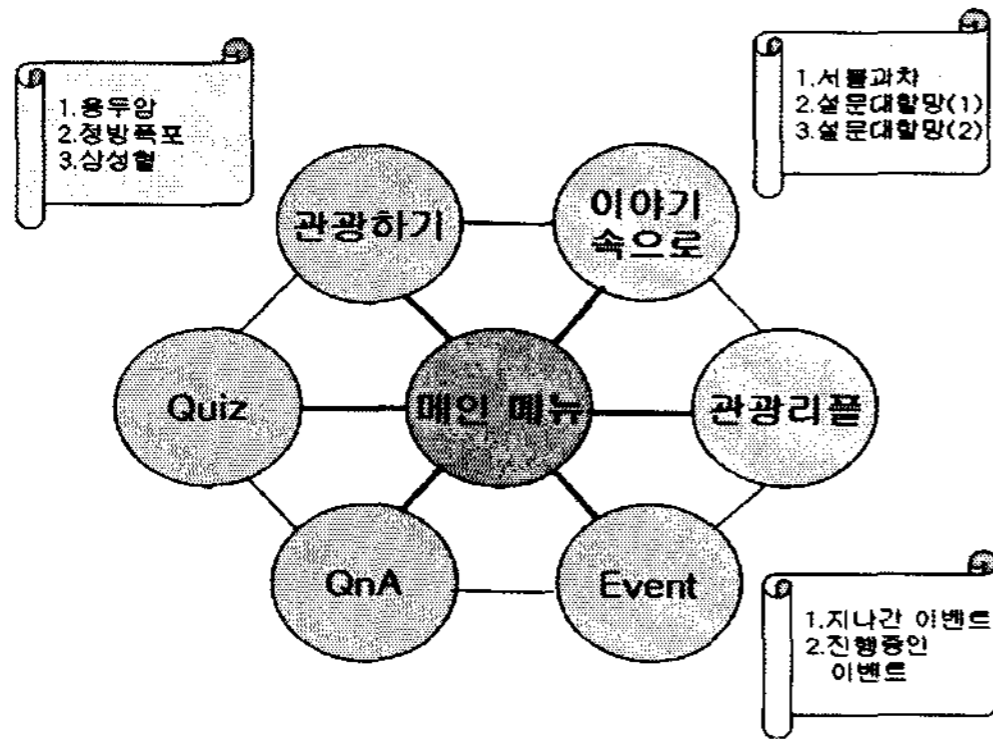 1.용두암
2.정방폭포
3.삼성혈
1.서불과차
2.설문대할망(1)
3.설문대할망(2)
관광하기
이야기
속으로
Quiz
메인 메뉴
관광리플
QnA
Event
1.지나간 이벤트
2.진행중인
이벤트